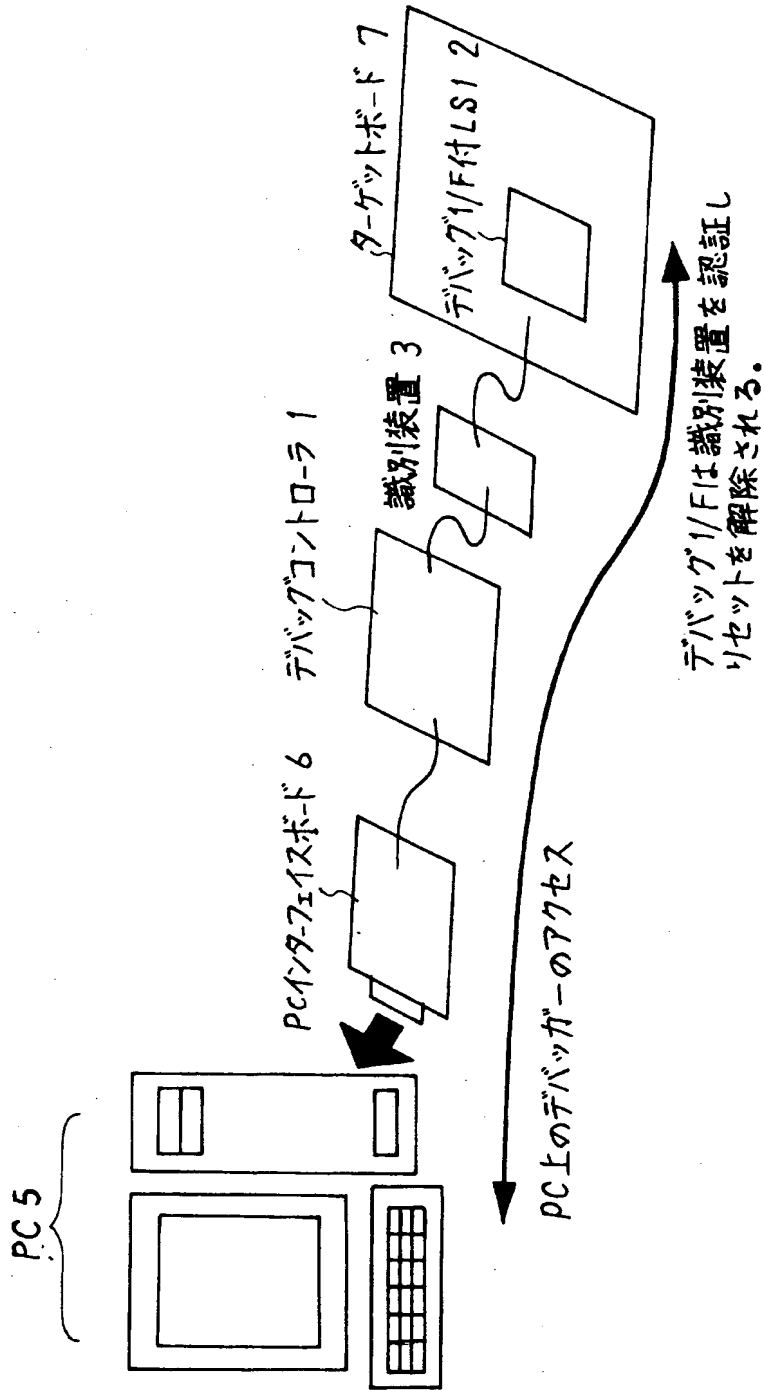 PC 5
PCインターフェイスボード 6
デバッグコントローラ 1
識別装置 3
ターゲットボード 7
デバッグI/F付LSI 2
PC上のデバッガーのアクセス
デバッグI/Fは識別装置を認証し
リセットを解除される。